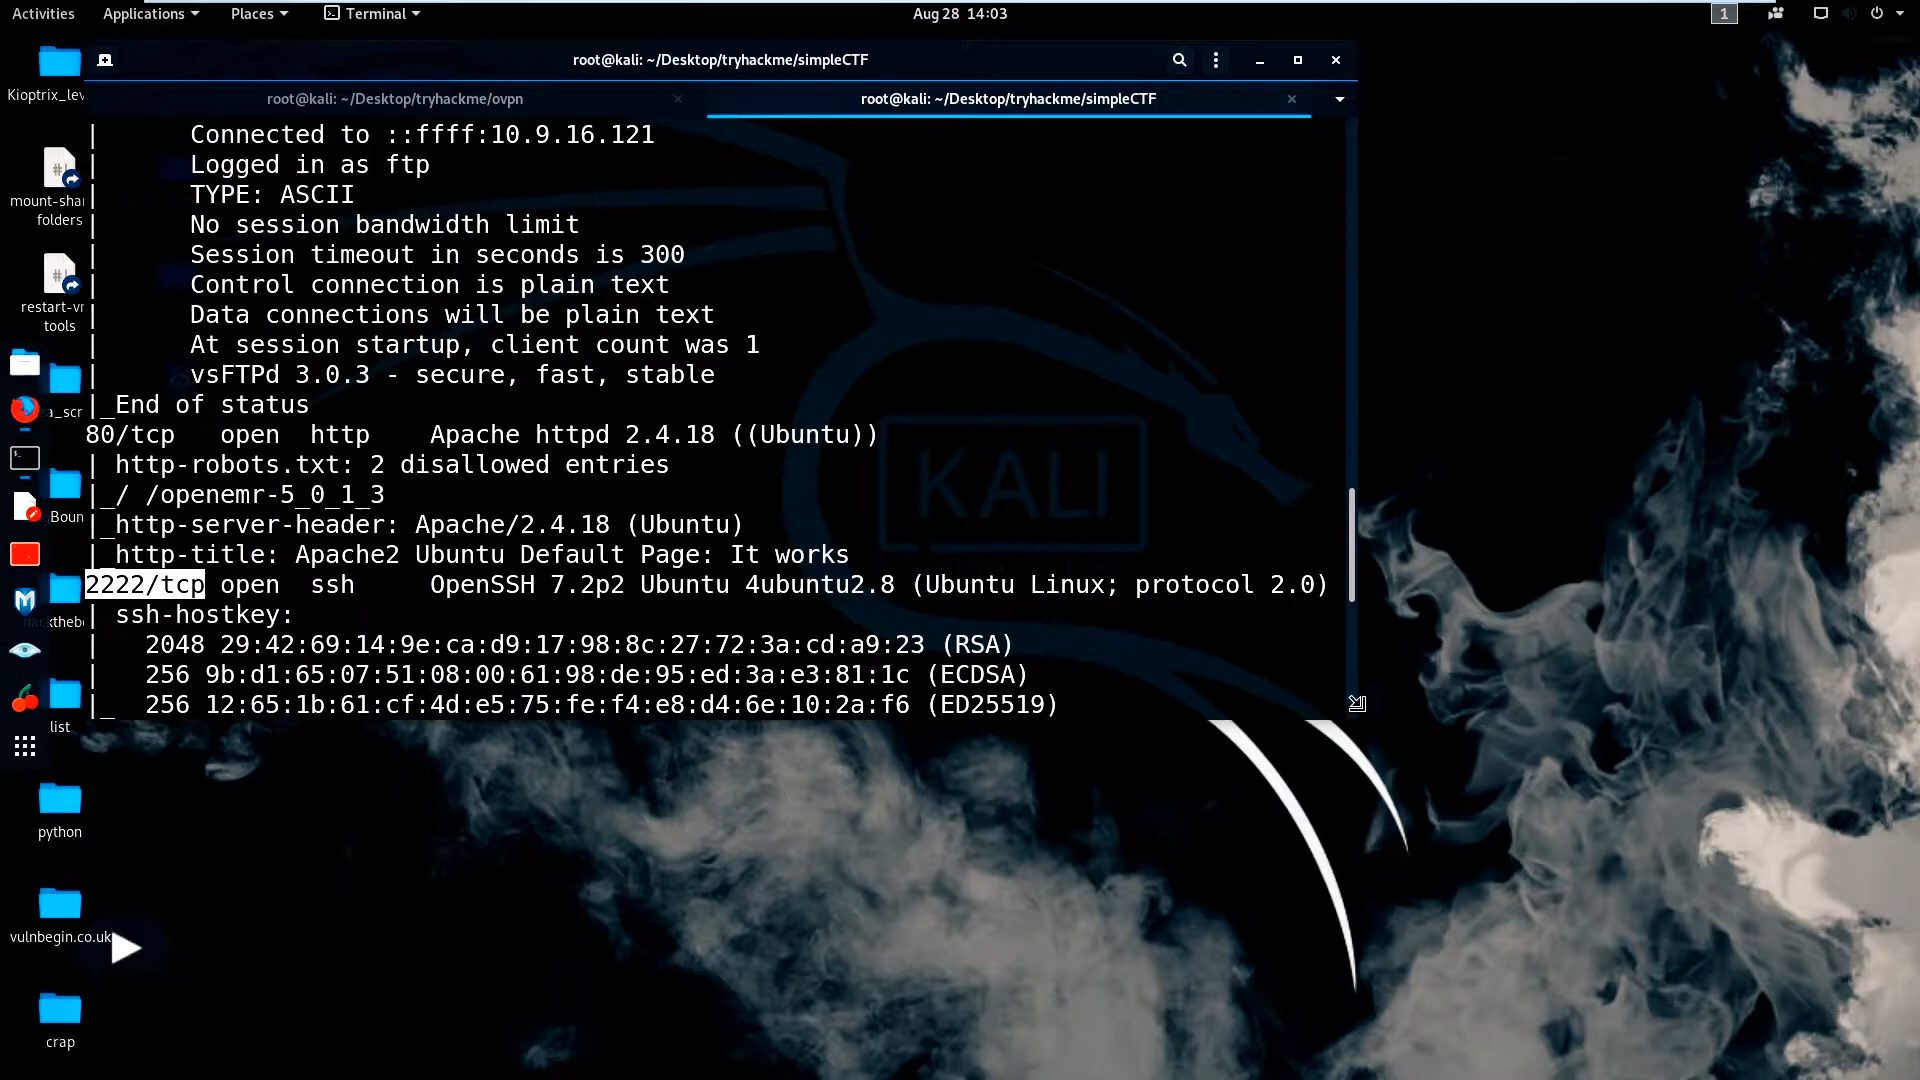 Activities Applications Places Terminal Aug 28 14:03 1
root@kali: ~/Desktop/tryhackme/simpleCTF
root@kali: ~/Desktop/tryhackme/ovpn root@kali: ~/Desktop/tryhackme/simpleCTF
| Connected to ::ffff:10.9.16.121
| Logged in as ftp
| TYPE: ASCII
| No session bandwidth limit
| Session timeout in seconds is 300
| Control connection is plain text
| Data connections will be plain text
| At session startup, client count was 1
| vsFTPd 3.0.3 - secure, fast, stable
|_End of status
80/tcp open http Apache httpd 2.4.18 ((Ubuntu))
| http-robots.txt: 2 disallowed entries
|_/ /openemr-5_0_1_3
|_http-server-header: Apache/2.4.18 (Ubuntu)
|_http-title: Apache2 Ubuntu Default Page: It works
2222/tcp open ssh OpenSSH 7.2p2 Ubuntu 4ubuntu2.8 (Ubuntu Linux; protocol 2.0)
| ssh-hostkey:
| 2048 29:42:69:14:9e:ca:d9:17:98:8c:27:72:3a:cd:a9:23 (RSA)
| 256 9b:d1:65:07:51:08:00:61:98:de:95:ed:3a:e3:81:1c (ECDSA)
|_ 256 12:65:1b:61:cf:4d:e5:75:fe:f4:e8:d4:6e:10:2a:f6 (ED25519)
KALI
Kioptrix_lev
mount-sha
folders
restart-vm
tools
a_scr
Boun
hacktheb
list
python
vulnbegin.co.uk
crap